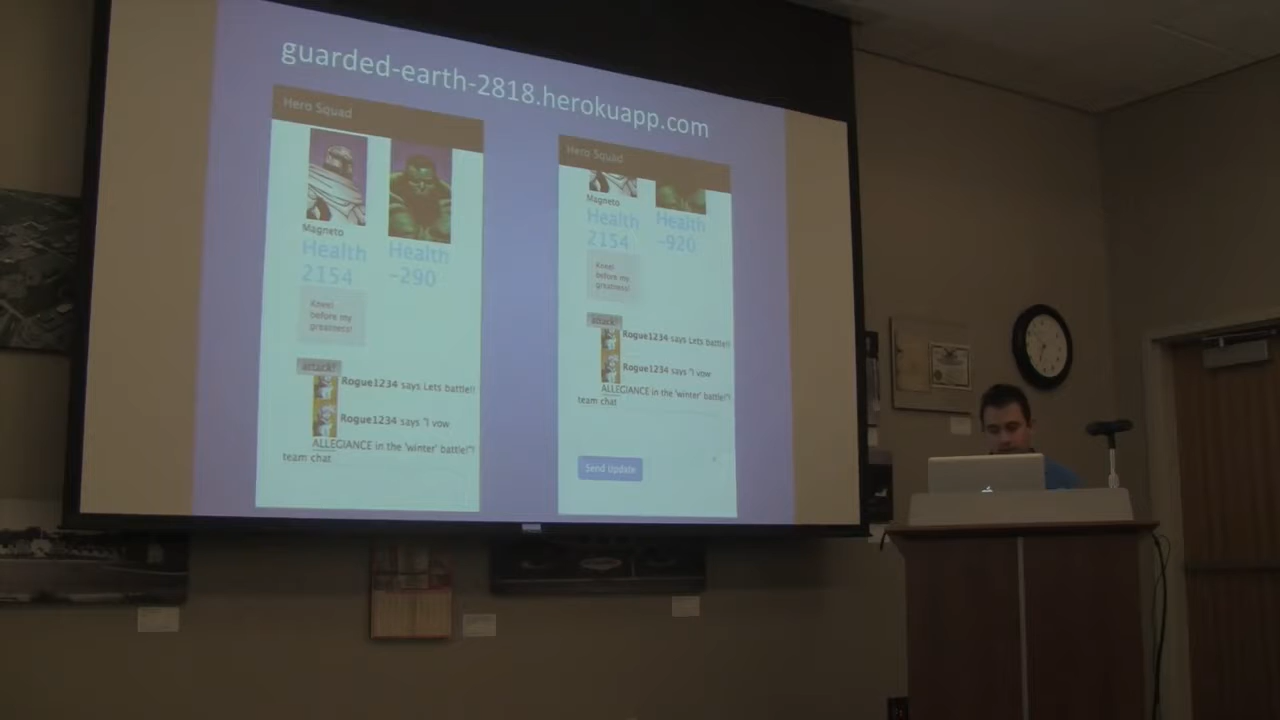 guarded-earth-2818.herokuapp.com
Hero Squad
Magneto
Health
2154
Health
-290
Kneel
before my
greatness!
attack!
Rogue1234 says Lets battle!!
Rogue1234 says "I vow
ALLEGIANCE in the 'winter' battle!"!
team chat
Hero Squad
Magneto
Health
2154
Health
-920
Kneel
before my
greatness!
attack!
Rogue1234 says Lets battle!!
Rogue1234 says "I vow
ALLEGIANCE in the 'winter' battle!"!
team chat
Send Update